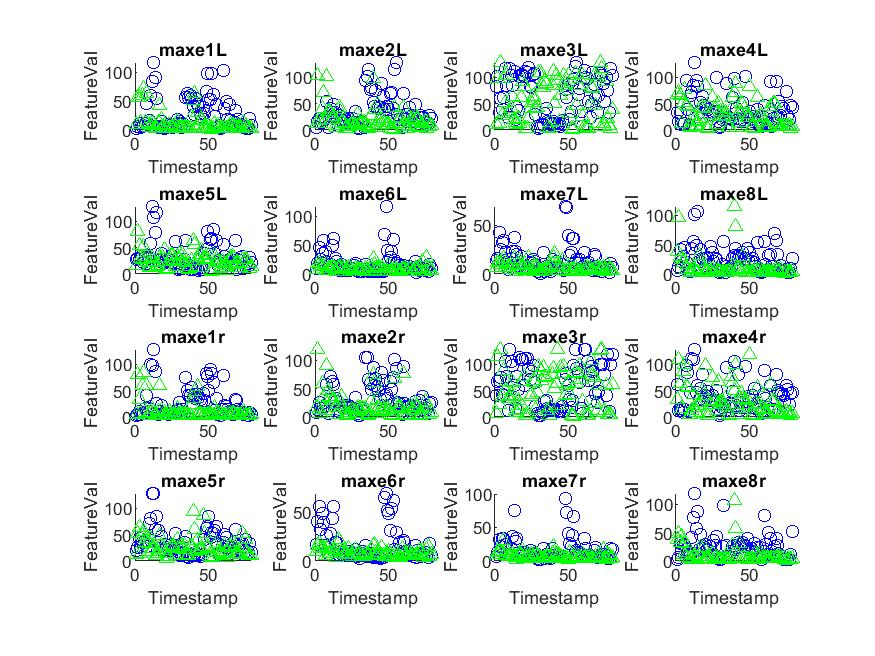 maxe1L maxe2L maxe3L maxe4L
FeatureVal 100 50 0 0 50 Timestamp
FeatureVal 100 50 0 0 50 Timestamp
FeatureVal 100 50 0 0 50 Timestamp
FeatureVal 100 50 0 0 50 Timestamp
maxe5L maxe6L maxe7L maxe8L
FeatureVal 100 50 0 0 50 Timestamp
FeatureVal 100 50 0 0 50 Timestamp
FeatureVal 50 0 0 50 Timestamp
FeatureVal 100 50 0 0 50 Timestamp
maxe1r maxe2r maxe3r maxe4r
FeatureVal 100 50 0 0 50 Timestamp
FeatureVal 100 50 0 0 50 Timestamp
FeatureVal 100 50 0 0 50 Timestamp
FeatureVal 100 50 0 0 50 Timestamp
maxe5r maxe6r maxe7r maxe8r
FeatureVal 100 50 0 0 50 Timestamp
FeatureVal 50 0 0 50 Timestamp
FeatureVal 100 50 0 0 50 Timestamp
FeatureVal 100 50 0 0 50 Timestamp